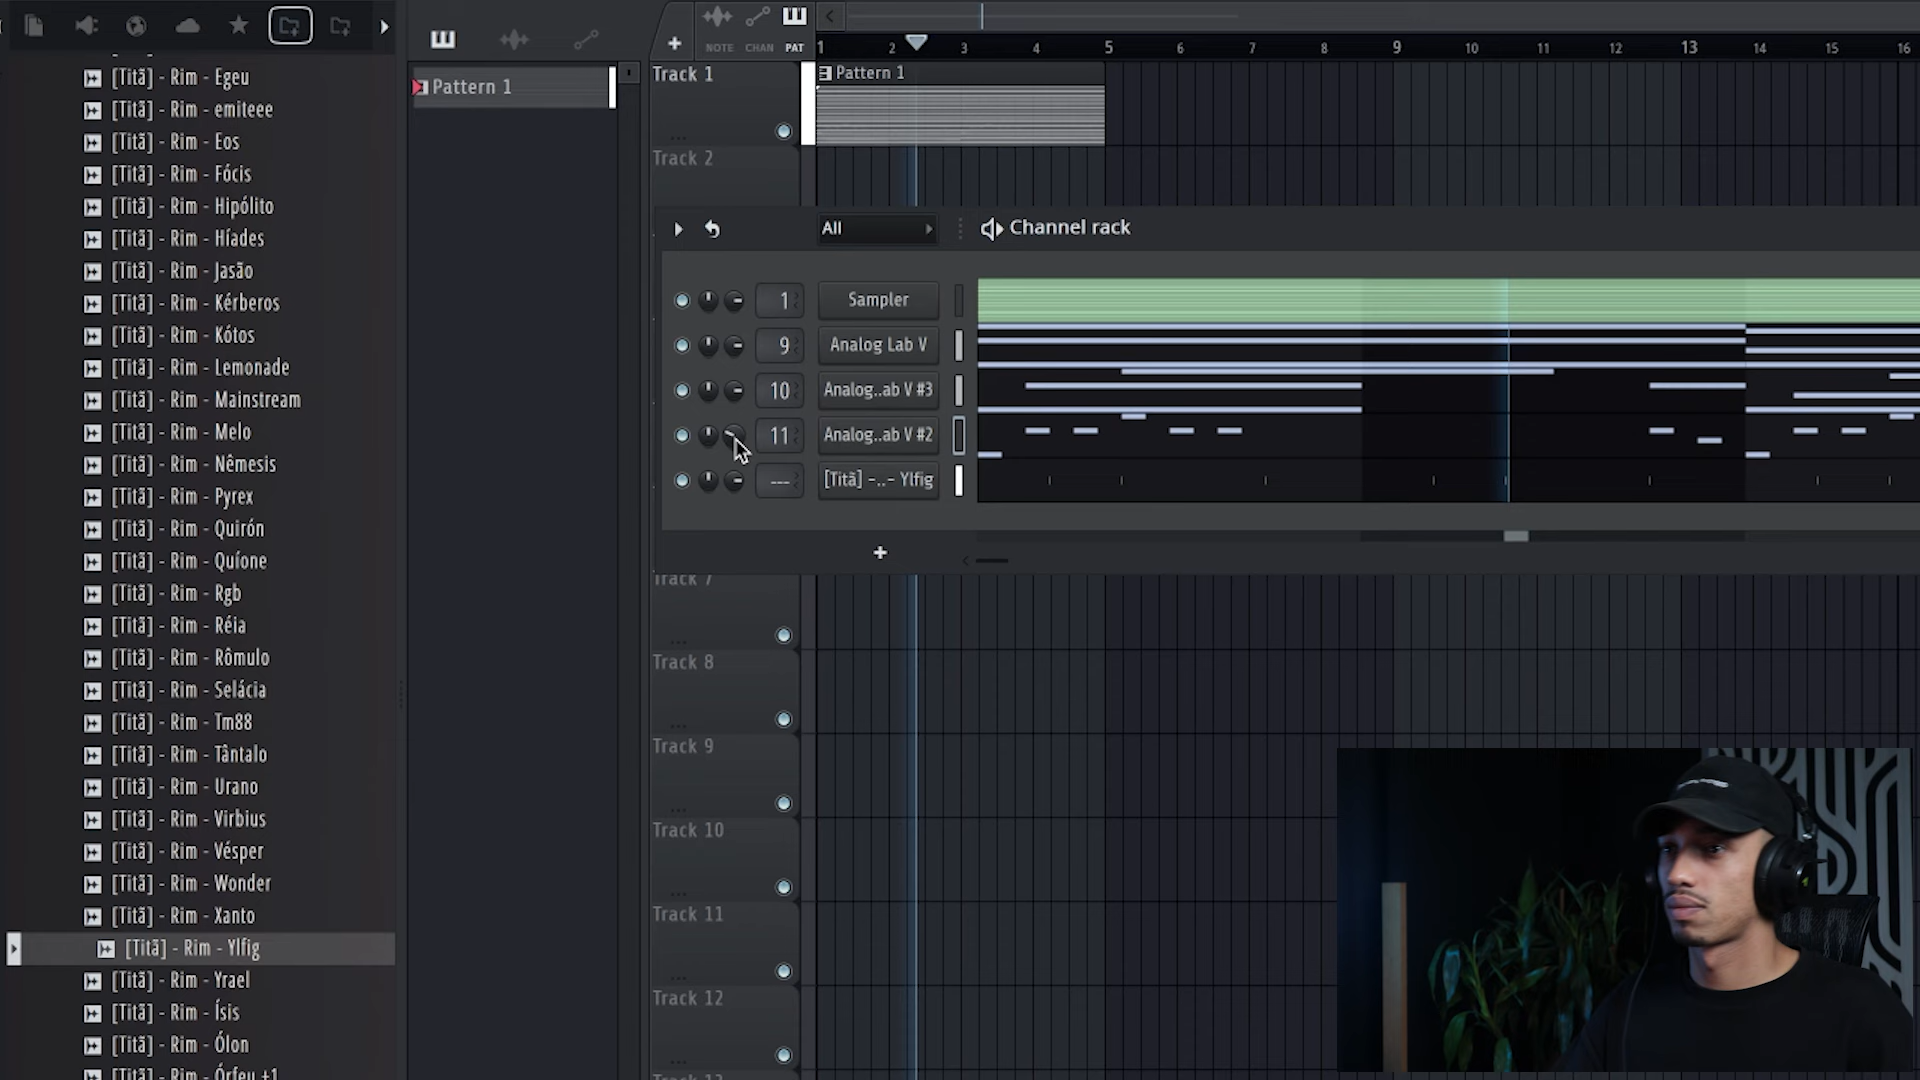 [Titã] - Rim - Egeu
[Titã] - Rim - emiteee
[Titã] - Rim - Eos
[Titã] - Rim - Fócis
[Titã] - Rim - Hipólito
[Titã] - Rim - Híades
[Titã] - Rim - Jasão
[Titã] - Rim - Kérberos
[Titã] - Rim - Kótos
[Titã] - Rim - Lemonade
[Titã] - Rim - Mainstream
[Titã] - Rim - Melo
[Titã] - Rim - Nêmesis
[Titã] - Rim - Pyrex
[Titã] - Rim - Quirón
[Titã] - Rim - Quíone
[Titã] - Rim - Rgb
[Titã] - Rim - Réia
[Titã] - Rim - Rômulo
[Titã] - Rim - Selácia
[Titã] - Rim - Tm88
[Titã] - Rim - Tântalo
[Titã] - Rim - Urano
[Titã] - Rim - Virbius
[Titã] - Rim - Vésper
[Titã] - Rim - Wonder
[Titã] - Rim - Xanto
[Titã] - Rim - Ylfig
[Titã] - Rim - Yrael
[Titã] - Rim - Ísis
[Titã] - Rim - Ólon
[Titã] - Rim - Órfeu +1
Pattern 1
NOTE CHAN PAT
1 2 3 4 5 6 7 8 9 10 11 12 13 14 15 16
Track 1
Pattern 1
Track 2
All
Channel rack
1 Sampler
9 Analog Lab V
10 Analog..ab V #3
11 Analog..ab V #2
--- [Titã] -..- Ylfig
Track 7
Track 8
Track 9
Track 10
Track 11
Track 12